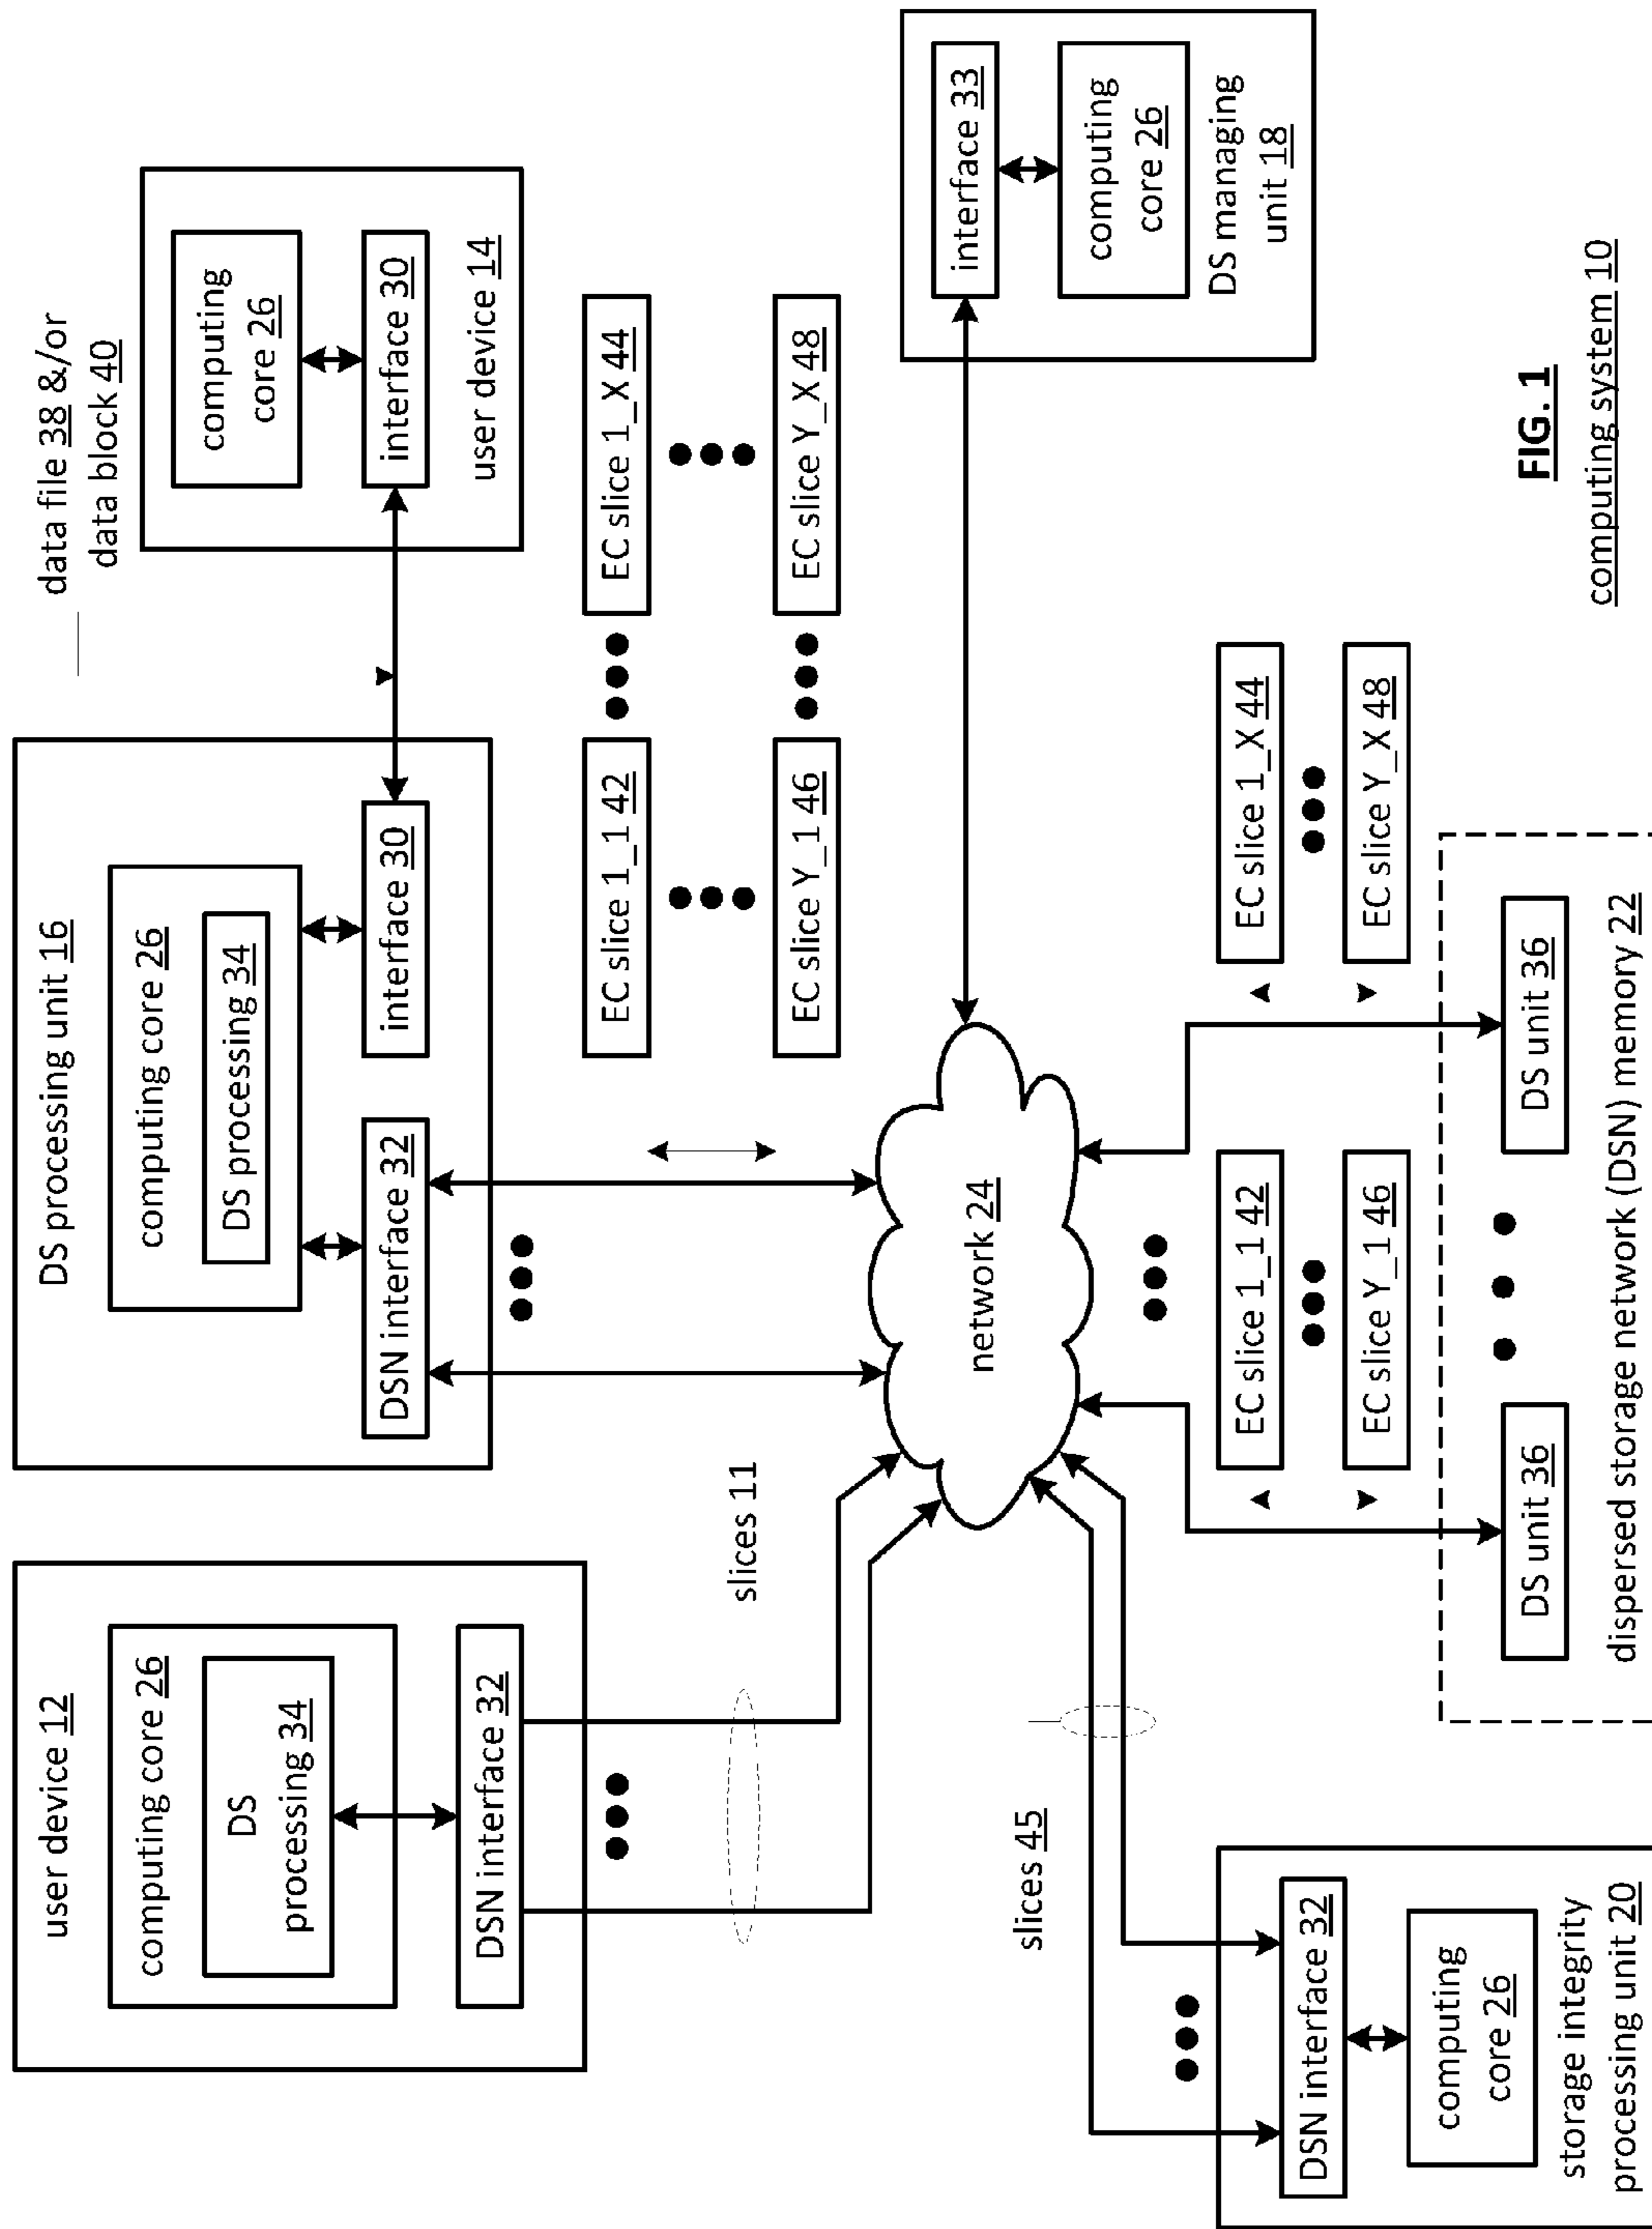 user device 12
computing core 26
DS
processing 34
DSN interface 32
slices 11
DS processing unit 16
computing core 26
DS processing 34
DSN interface 32
interface 30
data file 38 &/or
data block 40
computing
core 26
interface 30
user device 14
EC slice 1_1 42
EC slice 1_X 44
EC slice Y_1 46
EC slice Y_X 48
network 24
interface 33
computing
core 26
DS managing
unit 18
slices 45
DSN interface 32
computing
core 26
storage integrity
processing unit 20
EC slice 1_1 42
EC slice 1_X 44
EC slice Y_1 46
EC slice Y_X 48
DS unit 36
DS unit 36
dispersed storage network (DSN) memory 22
FIG. 1
computing system 10